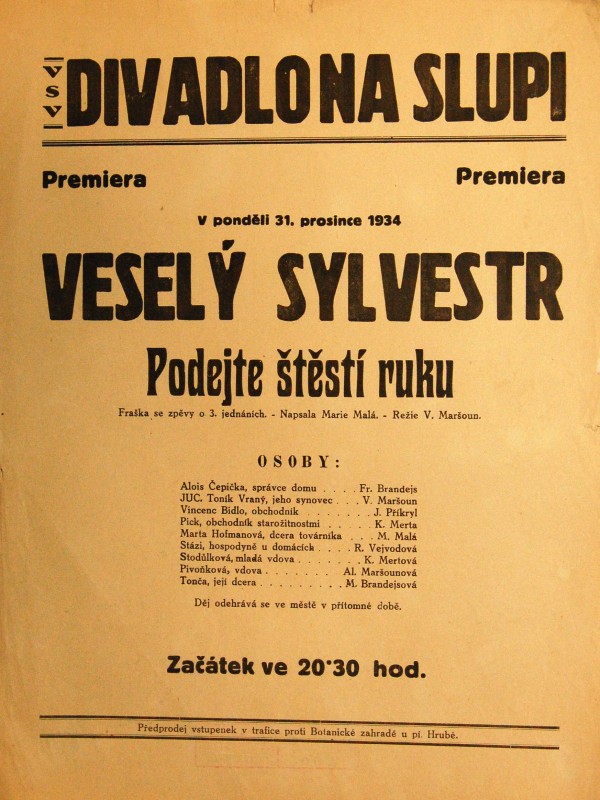 VSV DIVADLO NA SLUPI
Premiera Premiera
V ponděli 31. prosince 1934
VESELÝ SYLVESTR
Podejte štěstí ruku
Fraška se zpěvy o 3. jednáních. - Napsala Marie Malá. - Režie V. Maršoun.
OSOBY:
Alois Čepička, správce domu . . . . Fr. Brandejs
JUC. Toník Vraný, jeho synovec . . . V. Maršoun
Vincenc Bidlo, obchodník . . . . . . . J. Přikryl
Pick, obchodník starožitnostmi . . . . . K. Merta
Marta Hofmanová, dcera továrníka . . . M. Malá
Stázi, hospodyně u domácích . . . . R. Vejvodová
Stodůlková, mladá vdova . . . . . . . K. Mertová
Pivoňková, vdova . . . . . . . . Al. Maršounová
Tonča, její dcera . . . . . . . . . M. Brandejsová
Děj odehrává se ve městě v přítomné době.
Začátek ve 20·30 hod.
Předprodej vstupenek v trafice proti Botanické zahradě u pí. Hrubé.